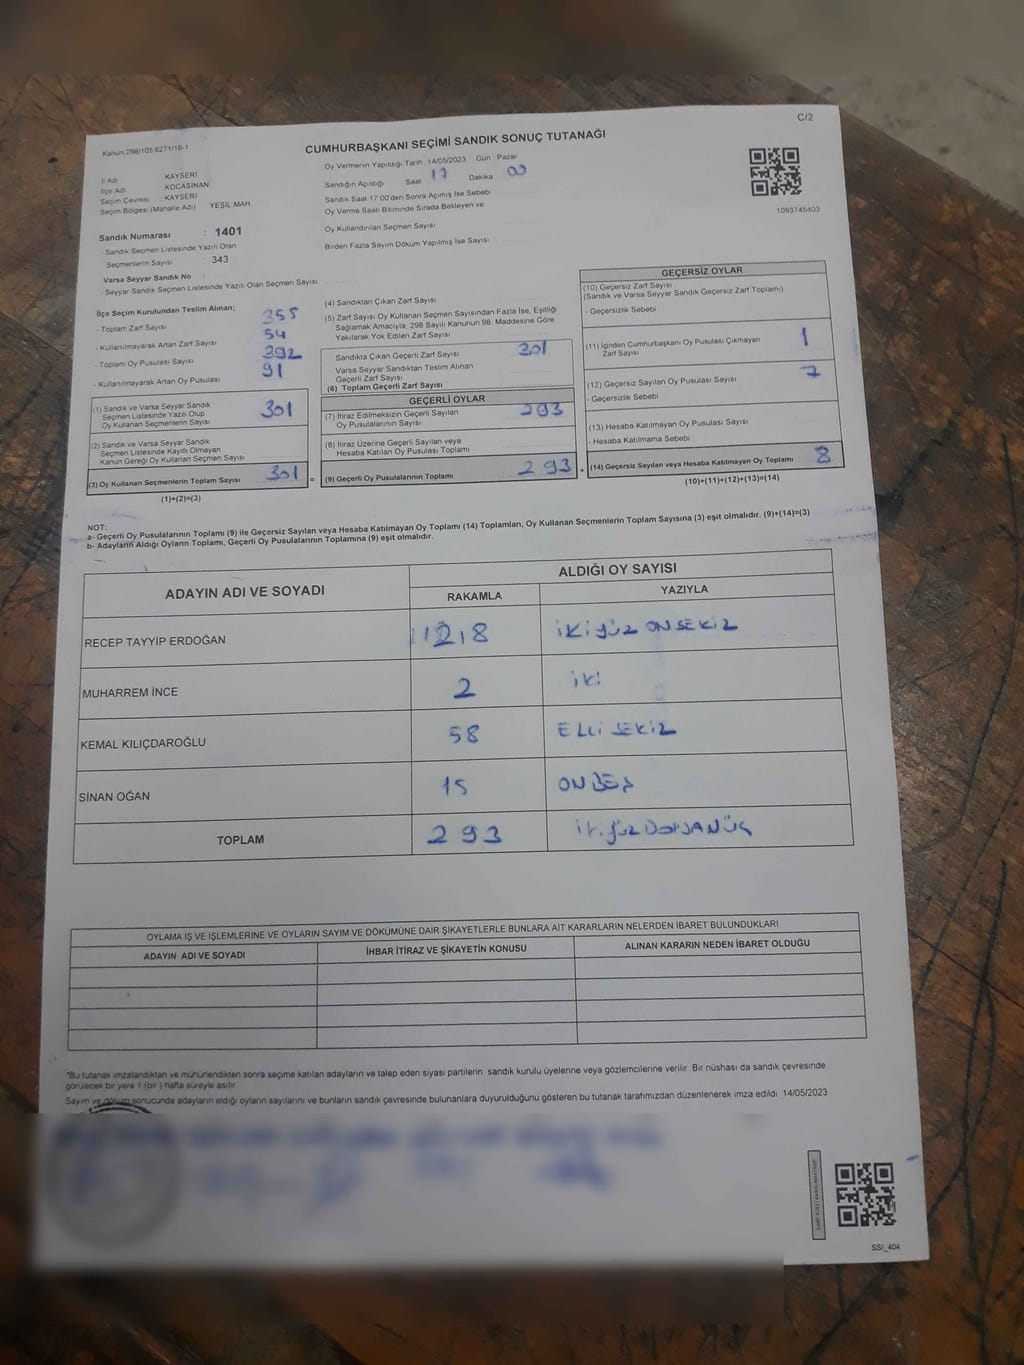 C/2
Kanun 298/105 6271/18-1
CUMHURBAŞKANI SEÇİMİ SANDIK SONUÇ TUTANAĞI
Oy Vermenin Yapıldığı Tarih 14/05/2023 Gün Pazar
İl Adı KAYSERİ
İlçe Adı KOCASİNAN
Seçim Çevresi : KAYSERİ
Seçim Bölgesi (Mahalle Adı) YEŞİL MAH
Sandığın Açıldığı Saat 17 Dakika 00
Sandık Saat 17 00'den Sonra Açımış İse Sebebi
Oy Verme Saati Bitiminde Sırada Bekleyen ve
Oy Kullandırılan Seçmen Sayısı
Birden Fazla Sayım Döküm Yapılmış İse Sayısı
1093745403
Sandık Numarası : 1401
- Sandık Seçmen Listesinde Yazılı Olan
Seçmenlerin Sayısı : 343
Varsa Seyyar Sandık No :
- Seyyar Sandık Seçmen Listesinde Yazılı Olan Seçmen Sayısı
İlçe Seçim Kurulundan Teslim Alınan;
- Toplam Zarf Sayısı 355
- Kullanılmayarak Artan Zarf Sayısı 54
- Toplam Oy Pusulası Sayısı 392
- Kullanılmayarak Artan Oy Pusulası 91
(1) Sandık ve Varsa Seyyar Sandık
Seçmen Listesinde Yazılı Olup
Oy Kullanan Seçmenlerin Sayısı 301
(2) Sandık ve Varsa Seyyar Sandık
Seçmen Listesinde Kayıtlı Olmayan
Kanun Gereği Oy Kullanan Seçmen Sayısı
(3) Oy Kullanan Seçmenlerin Toplam Sayısı 301 =
(1)+(2)=(3)
(4) Sandıktan Çıkan Zarf Sayısı
(5) Zarf Sayısı Oy Kullanan Seçmen Sayısından Fazla İse, Eşitliği
Sağlamak Amacıyla, 298 Sayılı Kanunun 98. Maddesine Göre
Yakılarak Yok Edilen Zarf Sayısı
Sandıkta Çıkan Geçerli Zarf Sayısı 301
Varsa Seyyar Sandıktan Teslim Alınan
Geçerli Zarf Sayısı
(6) Toplam Geçerli Zarf Sayısı
GEÇERLİ OYLAR
(7) İtiraz Edilmeksizin Geçerli Sayılan
Oy Pusulalarının Sayısı 293
(8) İtiraz Üzerine Geçerli Sayılan veya
Hesaba Katılan Oy Pusulası Toplamı
(9) Geçerli Oy Pusulalarının Toplamı 293 +
GEÇERSİZ OYLAR
(10) Geçersiz Zarf Sayısı
(Sandık ve Varsa Seyyar Sandık Geçersiz Zarf Toplamı)
- Geçersizlik Sebebi
(11) İçinden Cumhurbaşkanı Oy Pusulası Çıkmayan
Zarf Sayısı 1
(12) Geçersiz Sayılan Oy Pusulası Sayısı 7
- Geçersizlik Sebebi
(13) Hesaba Katılmayan Oy Pusulası Sayısı
- Hesaba Katılmama Sebebi
(14) Geçersiz Sayılan veya Hesaba Katılmayan Oy Toplamı 8
(10)+(11)+(12)+(13)=(14)
NOT:
a- Geçerli Oy Pusulalarının Toplamı (9) ile Geçersiz Sayılan veya Hesaba Katılmayan Oy Toplamı (14) Toplamları, Oy Kullanan Seçmenlerin Toplam Sayısına (3) eşit olmalıdır. (9)+(14)=(3)
b- Adayların Aldığı Oyların Toplamı, Geçerli Oy Pusulalarının Toplamına (9) eşit olmalıdır.
ADAYIN ADI VE SOYADI ALDIĞI OY SAYISI
RAKAMLA YAZIYLA
RECEP TAYYİP ERDOĞAN 218 İKİ YÜZ ONSEKİZ
MUHARREM İNCE 2 İKİ
KEMAL KILIÇDAROĞLU 58 ELLİ SEKİZ
SİNAN OĞAN 15 ONBEŞ
TOPLAM 293 İkiyüz DoksANÜÇ
OYLAMA İŞ VE İŞLEMLERİNE VE OYLARIN SAYIM VE DÖKÜMÜNE DAİR ŞİKAYETLERLE BUNLARA AİT KARARLARIN NELERDEN İBARET BULUNDUKLARI
ADAYIN ADI VE SOYADI İHBAR İTİRAZ VE ŞİKAYETİN KONUSU ALINAN KARARIN NEDEN İBARET OLDUĞU
*Bu tutanak imzalandıktan ve mühürlendikten sonra seçime katılan adayların ve talep eden siyasi partilerin sandık kurulu üyelerine veya gözlemcilerine verilir. Bir nüshası da sandık çevresinde
görülecek bir yere 1 (bir) hafta süreyle asılır
Sayım ve döküm sonucunda adayların aldığı oyların sayılarını ve bunların sandık çevresinde bulunanlara duyurulduğunu gösteren bu tutanak tarafımızdan düzenlenerek imza edildi. 14/05/2023
SSİ_404